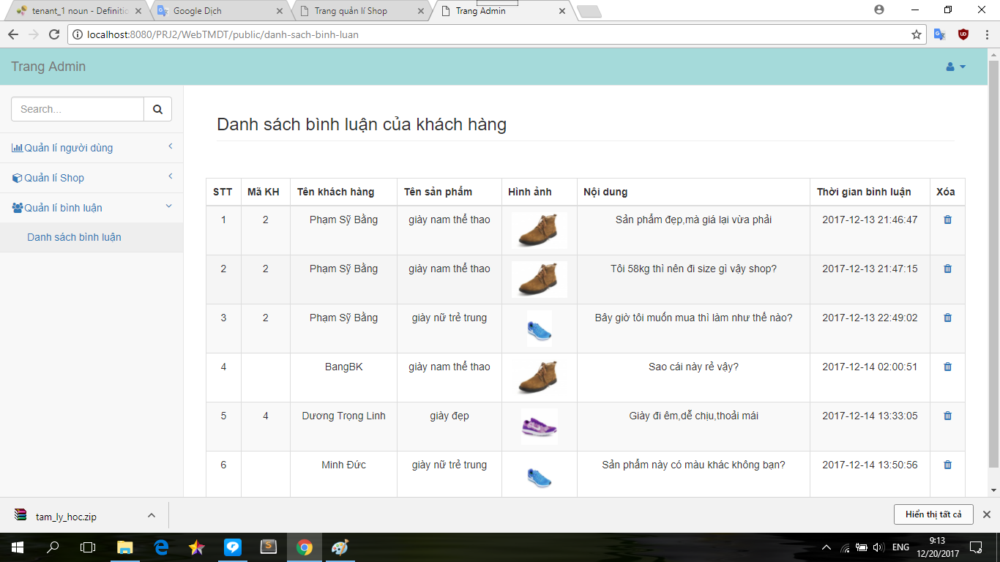 tenant_1 noun - Definitic
Google Dịch
Trang quản lí Shop
Trang Admin
localhost:8080/PRJ2/WebTMDT/public/danh-sach-binh-luan
Trang Admin
Search...
Quản lí người dùng
Quản lí Shop
Quản lí bình luận
Danh sách bình luận
Danh sách bình luận của khách hàng
STT Mã KH Tên khách hàng Tên sản phẩm Hình ảnh Nội dung Thời gian bình luận Xóa
1 2 Phạm Sỹ Bằng giày nam thể thao Sản phẩm đẹp,mà giá lại vừa phải 2017-12-13 21:46:47
2 2 Phạm Sỹ Bằng giày nam thể thao Tôi 58kg thì nên đi size gì vậy shop? 2017-12-13 21:47:15
3 2 Phạm Sỹ Bằng giày nữ trẻ trung Bây giờ tôi muốn mua thì làm như thế nào? 2017-12-13 22:49:02
4 BangBK giày nam thể thao Sao cái này rẻ vậy? 2017-12-14 02:00:51
5 4 Dương Trọng Linh giày đẹp Giày đi êm,dễ chịu,thoải mái 2017-12-14 13:33:05
6 Minh Đức giày nữ trẻ trung Sản phẩm này có màu khác không bạn? 2017-12-14 13:50:56
tam_ly_hoc.zip
Hiển thị tất cả
ENG
9:13
12/20/2017